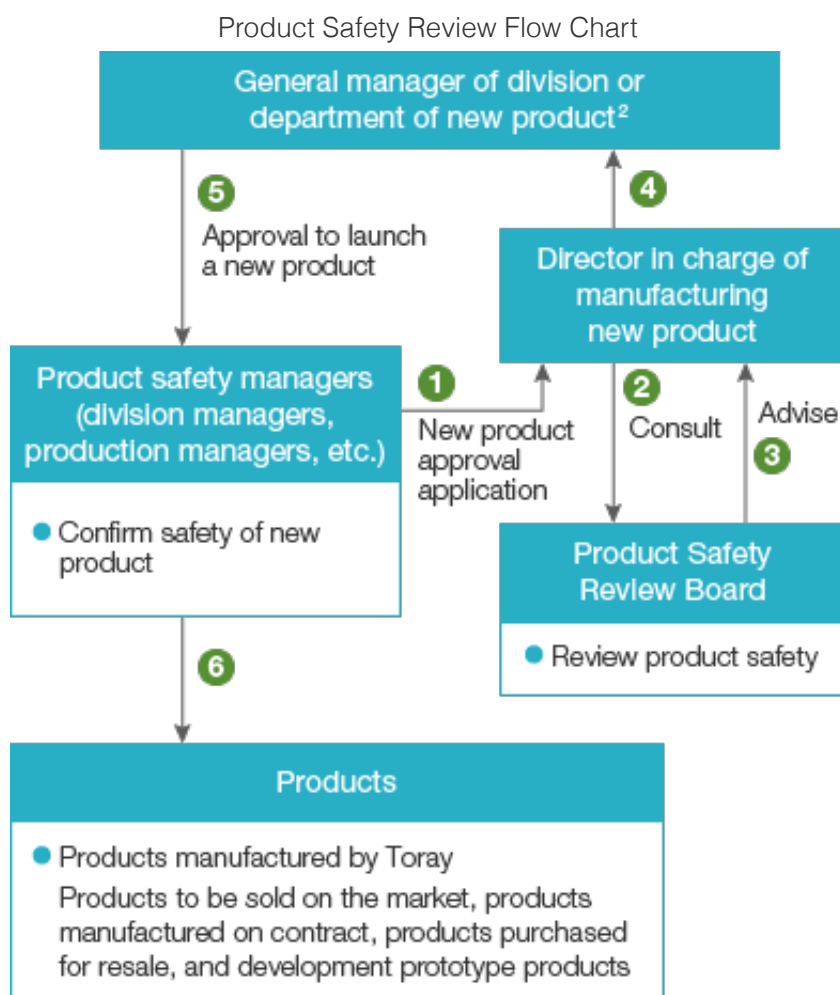 Product Safety Review Flow Chart
General manager of division or
department of new product²
5
Approval to launch
a new product
4
Director in charge of
manufacturing
new product
Product safety managers
(division managers,
production managers, etc.)
Confirm safety of new
product
1
New product
approval
application
2
Consult
Advise
3
Product Safety
Review Board
Review product safety
6
Products
Products manufactured by Toray
Products to be sold on the market, products
manufactured on contract, products purchased
for resale, and development prototype products